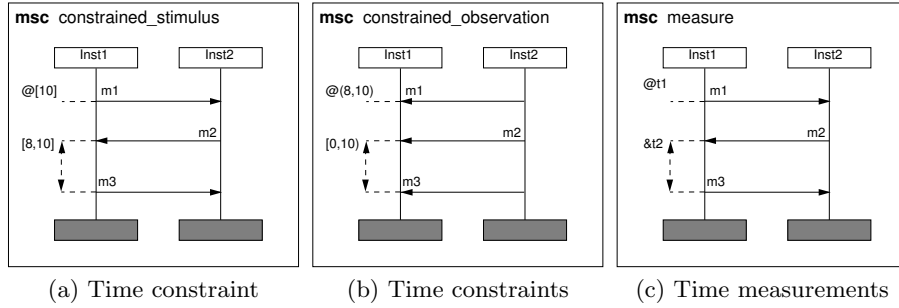 msc constrained_stimulus
Inst1 Inst2
@[10] m1
[8,10] m2
m3
(a) Time constraint
msc constrained_observation
Inst1 Inst2
@(8,10) m1
[0,10) m2
m3
(b) Time constraints
msc measure
Inst1 Inst2
@t1 m1
&t2 m2
m3
(c) Time measurements